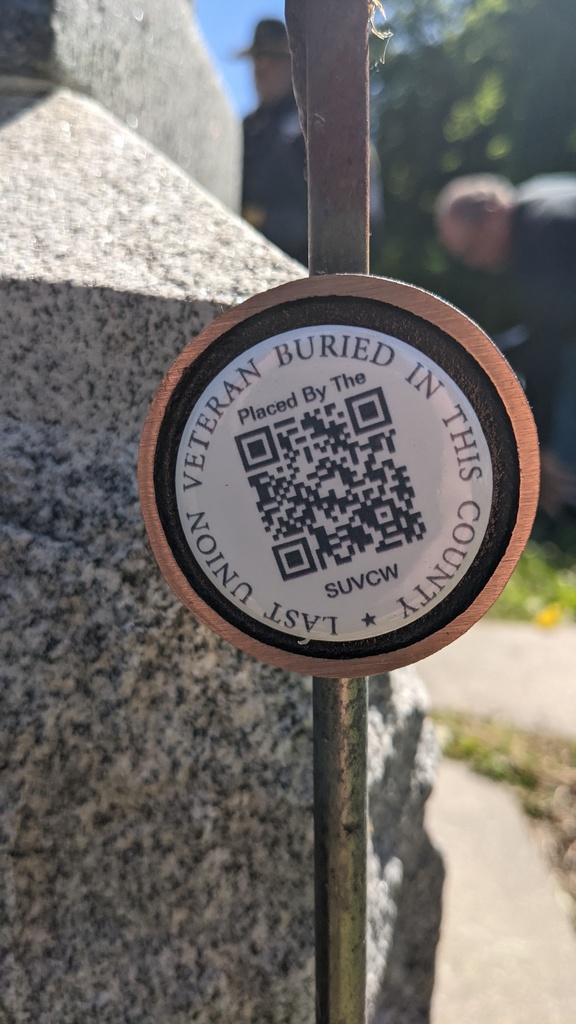 LAST UNION VETERAN BURIED IN THIS COUNTY ★
Placed By The
SUVCW